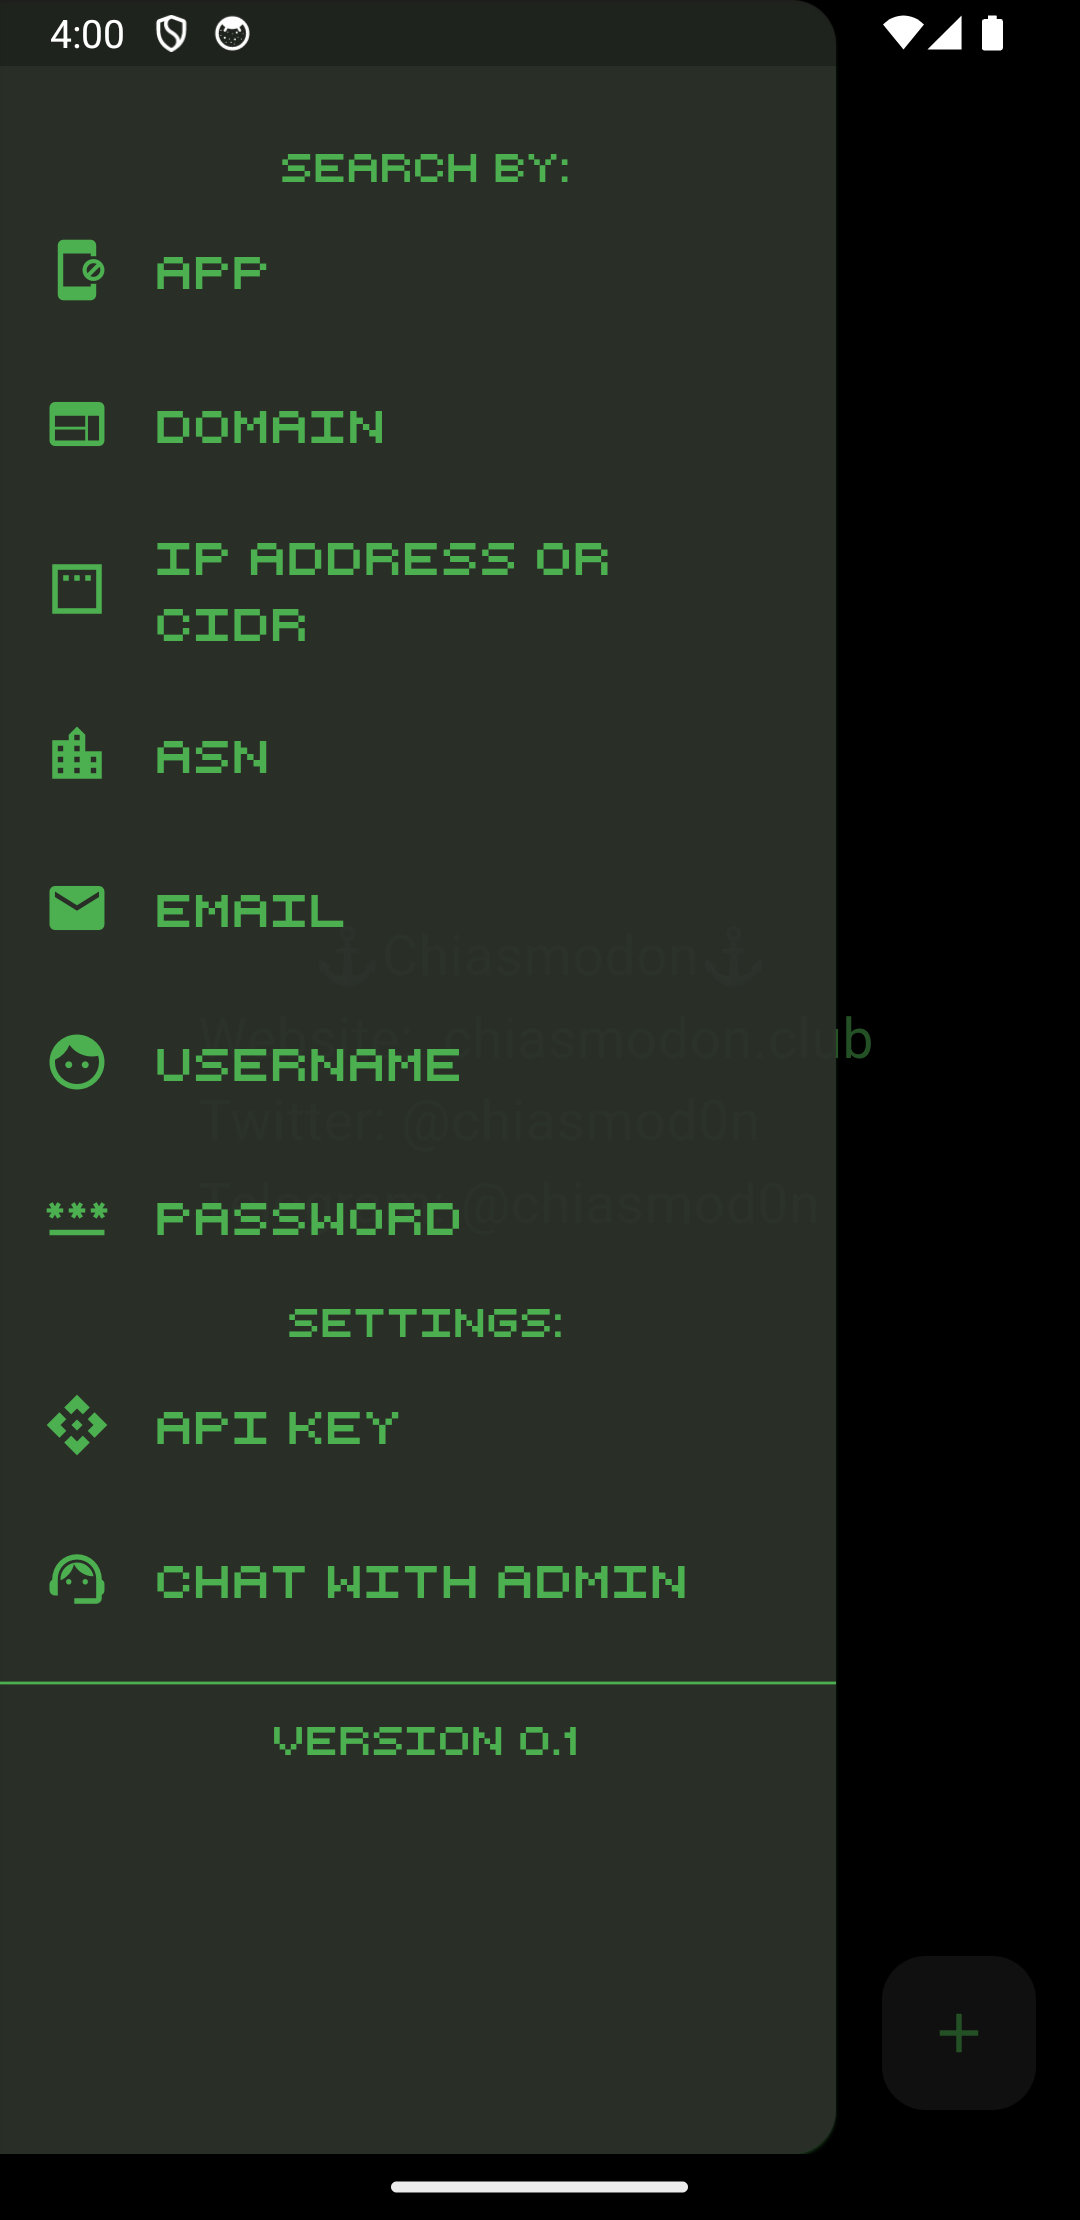 4:00
SEARCH BY:
APP
DOMAIN
IP ADDRESS OR
CIDR
ASN
EMAIL
⚓Chiasmodon⚓
Website: chiasmodon.club
USERNAME
Twitter: @chiasmod0n
Telegram: @chiasmod0n
PASSWORD
SETTINGS:
API KEY
CHAT WITH ADMIN
VERSION 0.1